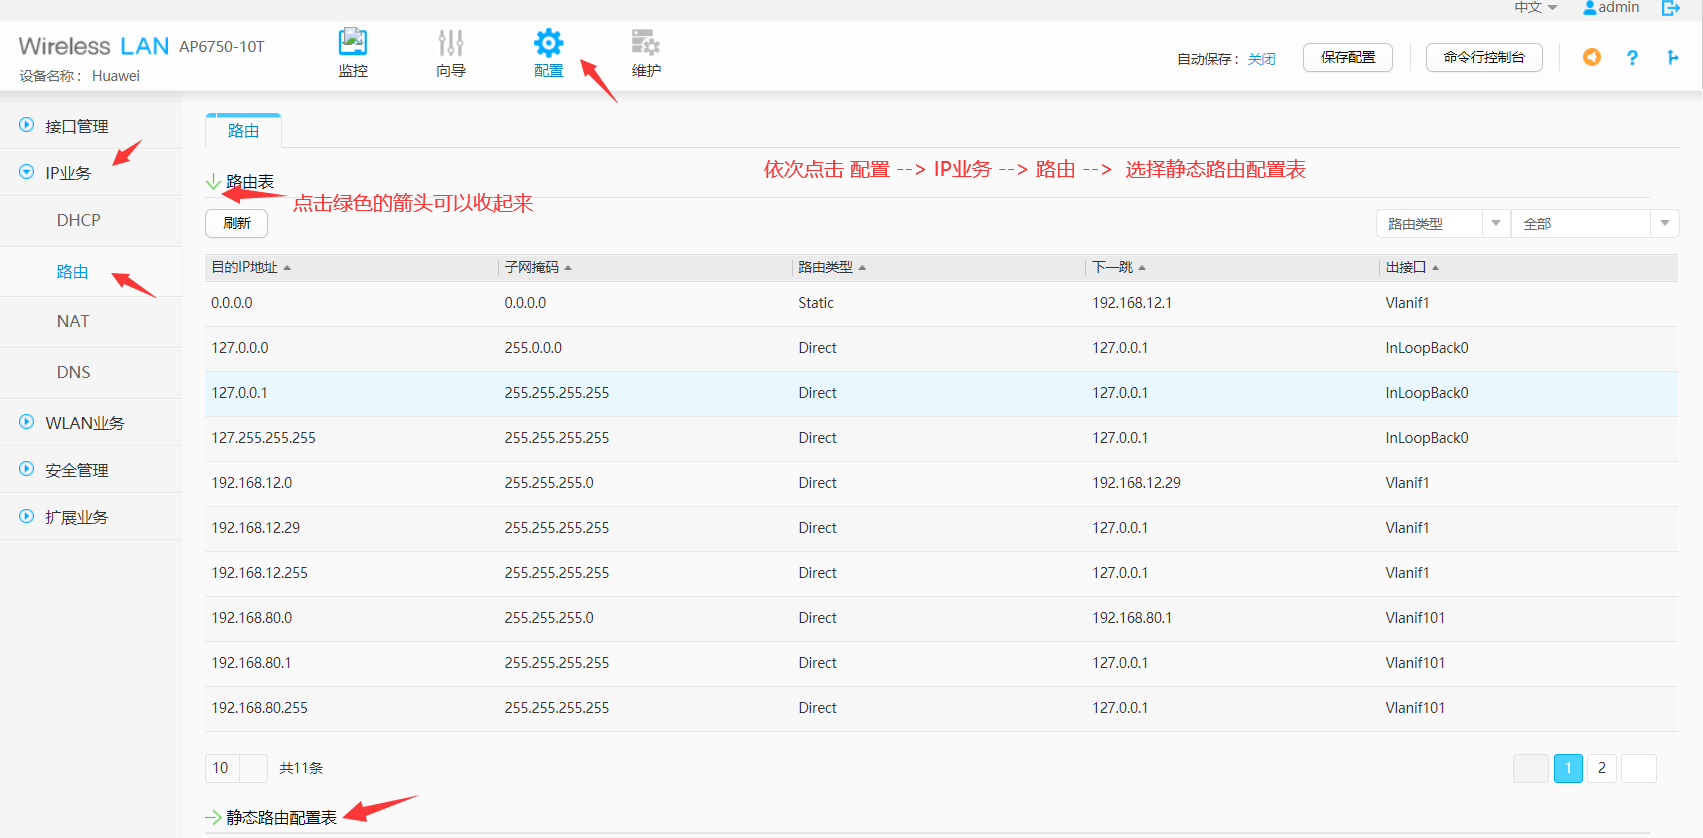 中文 admin
Wireless LAN AP6750-10T
设备名称： Huawei
监控 向导 配置 维护
自动保存： 关闭 保存配置 命令行控制台 ?
接口管理
IP业务
DHCP
路由
NAT
DNS
WLAN业务
安全管理
扩展业务
路由
依次点击 配置 --> IP业务 --> 路由 --> 选择静态路由配置表
路由表
点击绿色的箭头可以收起来
刷新 路由类型 全部
目的IP地址 子网掩码 路由类型 下一跳 出接口
0.0.0.0 0.0.0.0 Static 192.168.12.1 Vlanif1
127.0.0.0 255.0.0.0 Direct 127.0.0.1 InLoopBack0
127.0.0.1 255.255.255.255 Direct 127.0.0.1 InLoopBack0
127.255.255.255 255.255.255.255 Direct 127.0.0.1 InLoopBack0
192.168.12.0 255.255.255.0 Direct 192.168.12.29 Vlanif1
192.168.12.29 255.255.255.255 Direct 127.0.0.1 Vlanif1
192.168.12.255 255.255.255.255 Direct 127.0.0.1 Vlanif1
192.168.80.0 255.255.255.0 Direct 192.168.80.1 Vlanif101
192.168.80.1 255.255.255.255 Direct 127.0.0.1 Vlanif101
192.168.80.255 255.255.255.255 Direct 127.0.0.1 Vlanif101
10 共11条 1 2
静态路由配置表